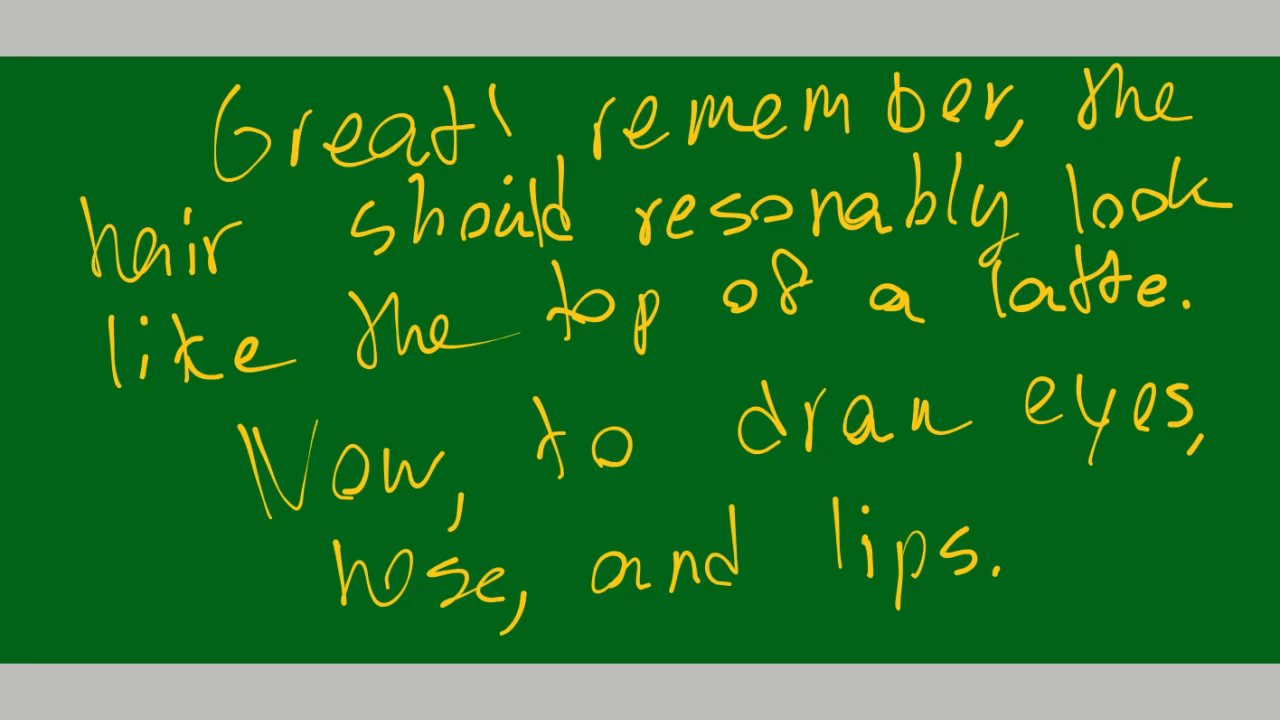 Great! remember, the
hair should resonably look
like the top of a latte.
Now, to draw eyes,
nose, and lips.